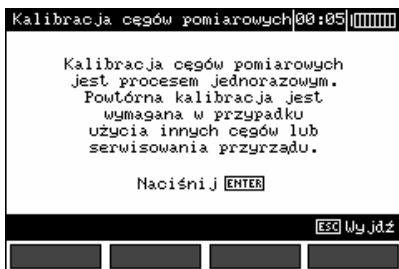 Kalibracja cęgów pomiarowych 00:05
Kalibracja cęgów pomiarowych
jest procesem jednorazowym.
Powtórna kalibracja jest
wymagana w przypadku
użycia innych cęgów lub
serwisowania przyrządu.
Naciśnij ENTER
ESC Wyjdź